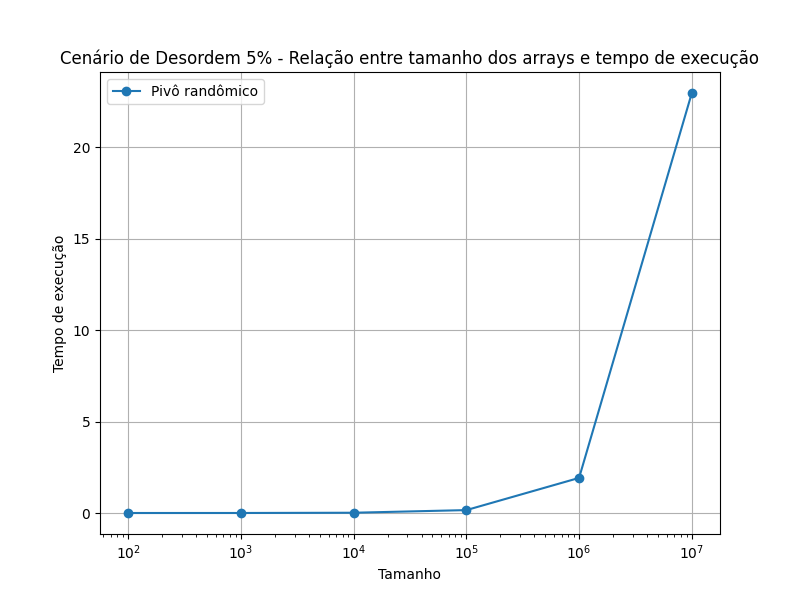 Cenário de Desordem 5% - Relação entre tamanho dos arrays e tempo de execução
Pivô randômico
20
15
10
5
0
Tempo de execução
10² 10³ 10⁴ 10⁵ 10⁶ 10⁷
Tamanho